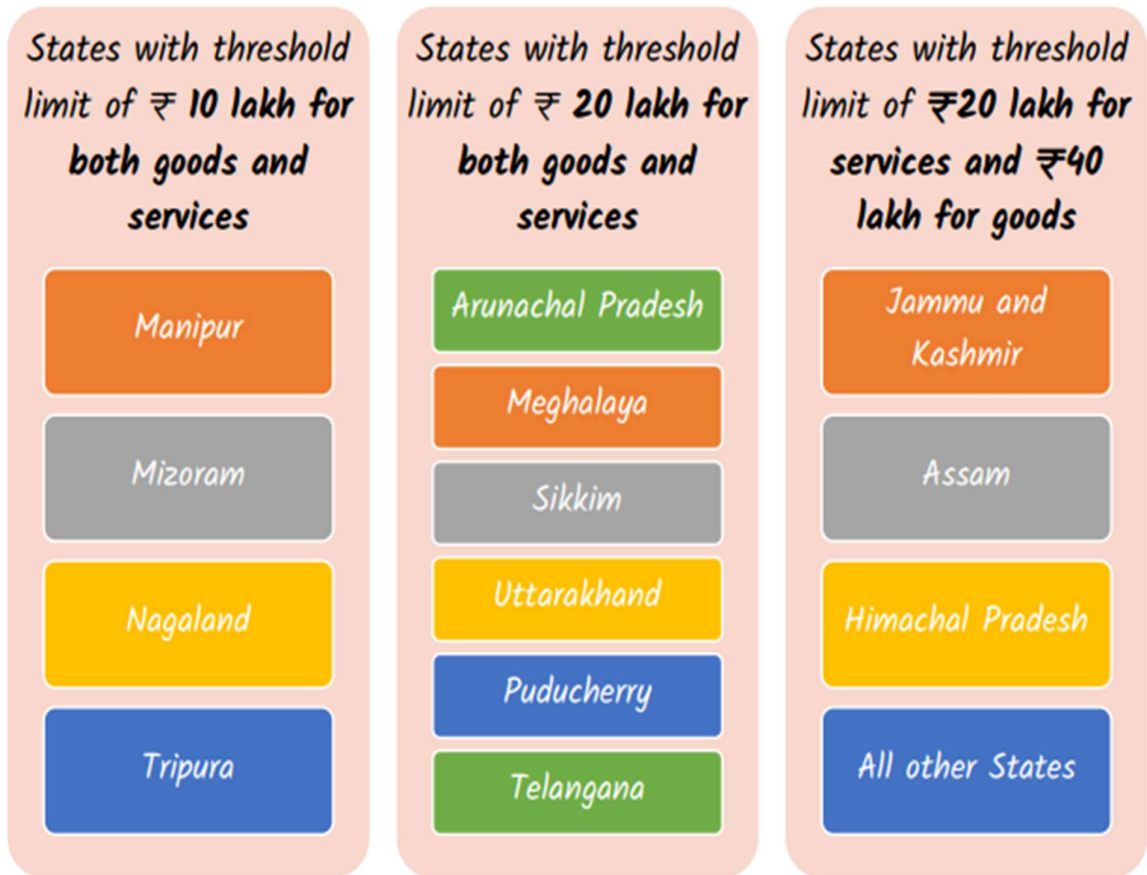 States with threshold
limit of ₹ 10 lakh for
both goods and
services
Manipur
Mizoram
Nagaland
Tripura
States with threshold
limit of ₹ 20 lakh for
both goods and
services
Arunachal Pradesh
Meghalaya
Sikkim
Uttarakhand
Puducherry
Telangana
States with threshold
limit of ₹20 lakh for
services and ₹40
lakh for goods
Jammu and
Kashmir
Assam
Himachal Pradesh
All other States